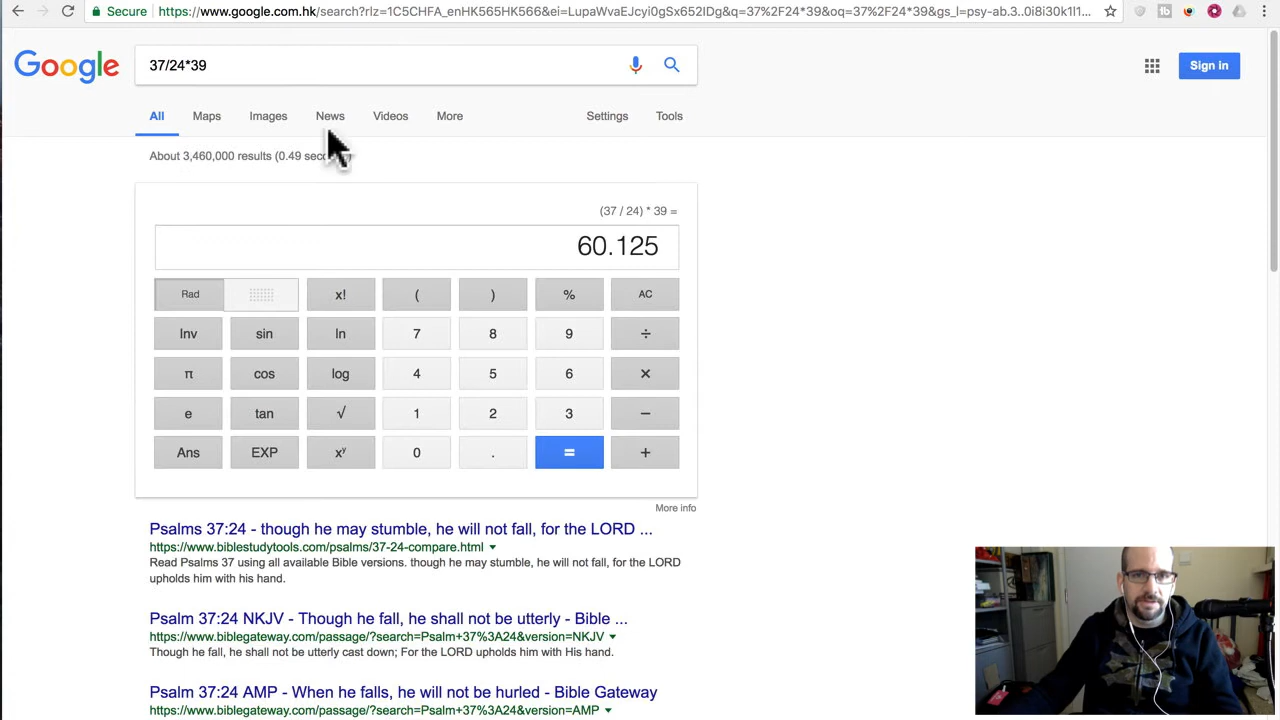 Secure https://www.google.com.hk/search?rlz=1C5CHFA_enHK565HK566&ei=LupaWvaEJcyi0gSx652IDg&q=37%2F24*39&oq=37%2F24*39&gs_l=psy-ab.3..0i8i30k1l1...
Google
37/24*39
Sign in
All Maps Images News Videos More Settings Tools
About 3,460,000 results (0.49
(37 / 24) * 39 =
60.125
Rad x! ( ) % AC
Inv sin ln 7 8 9 ÷
π cos log 4 5 6 ×
e tan √ 1 2 3 −
Ans EXP xʸ 0 . = +
More info
Psalms 37:24 - though he may stumble, he will not fall, for the LORD ...
https://www.biblestudytools.com/psalms/37-24-compare.html
Read Psalms 37 using all available Bible versions. though he may stumble, he will not fall, for the LORD
upholds him with his hand.
Psalm 37:24 NKJV - Though he fall, he shall not be utterly - Bible ...
https://www.biblegateway.com/passage/?search=Psalm+37%3A24&version=NKJV
Though he fall, he shall not be utterly cast down; For the LORD upholds him with His hand.
Psalm 37:24 AMP - When he falls, he will not be hurled - Bible Gateway
https://www.biblegateway.com/passage/?search=Psalm+37%3A24&version=AMP